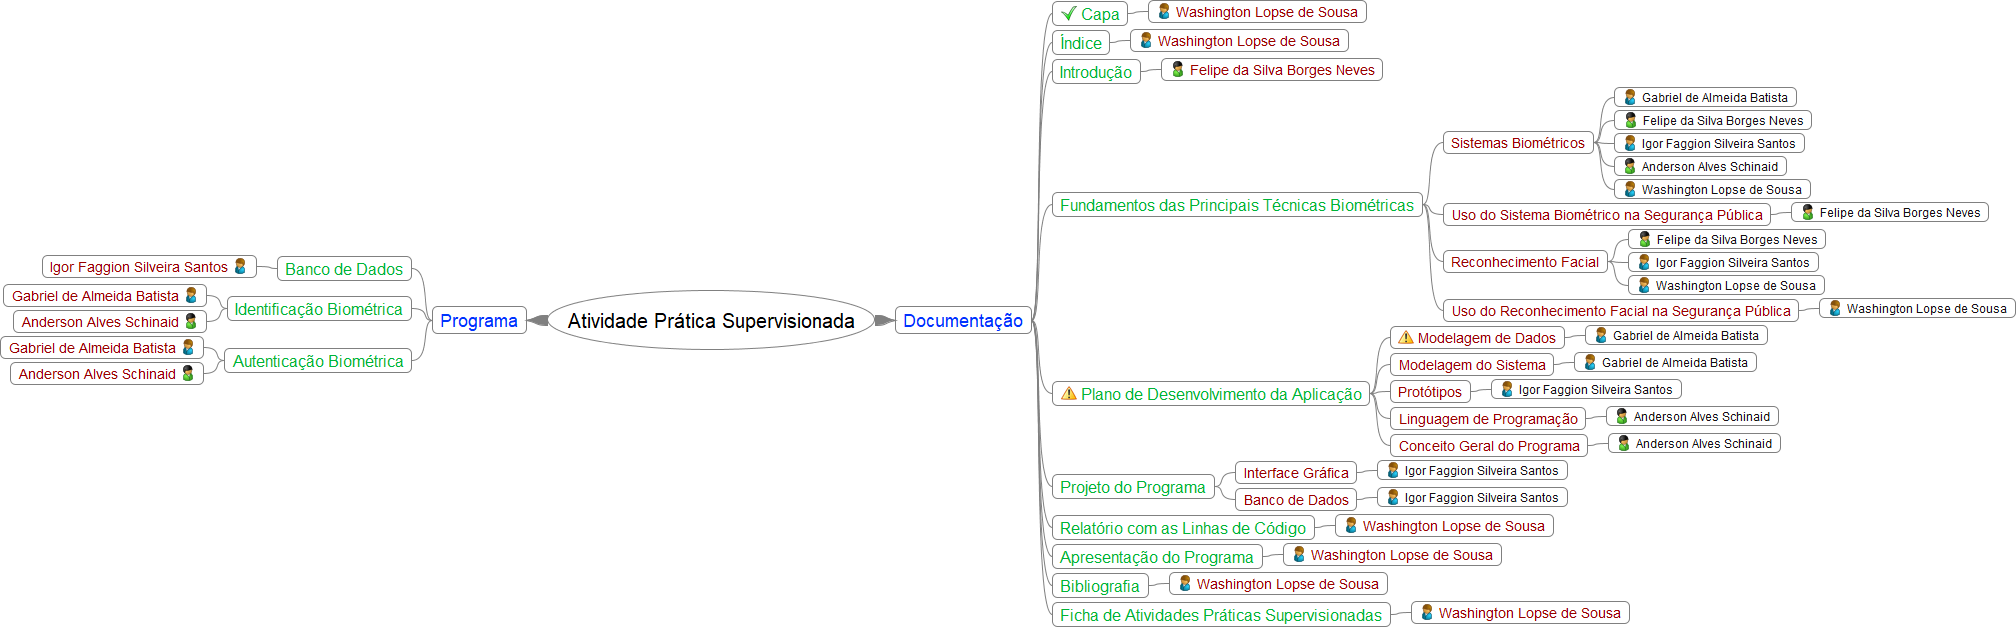 Atividade Prática Supervisionada
Programa
Banco de Dados
Igor Faggion Silveira Santos
Identificação Biométrica
Gabriel de Almeida Batista
Anderson Alves Schinaid
Autenticação Biométrica
Gabriel de Almeida Batista
Anderson Alves Schinaid
Documentação
Capa
Washington Lopse de Sousa
Índice
Washington Lopse de Sousa
Introdução
Felipe da Silva Borges Neves
Fundamentos das Principais Técnicas Biométricas
Sistemas Biométricos
Gabriel de Almeida Batista
Felipe da Silva Borges Neves
Igor Faggion Silveira Santos
Anderson Alves Schinaid
Washington Lopse de Sousa
Uso do Sistema Biométrico na Segurança Pública
Felipe da Silva Borges Neves
Reconhecimento Facial
Felipe da Silva Borges Neves
Igor Faggion Silveira Santos
Washington Lopse de Sousa
Uso do Reconhecimento Facial na Segurança Pública
Washington Lopse de Sousa
Plano de Desenvolvimento da Aplicação
Modelagem de Dados
Gabriel de Almeida Batista
Modelagem do Sistema
Gabriel de Almeida Batista
Protótipos
Igor Faggion Silveira Santos
Linguagem de Programação
Anderson Alves Schinaid
Conceito Geral do Programa
Anderson Alves Schinaid
Projeto do Programa
Interface Gráfica
Igor Faggion Silveira Santos
Banco de Dados
Igor Faggion Silveira Santos
Relatório com as Linhas de Código
Washington Lopse de Sousa
Apresentação do Programa
Washington Lopse de Sousa
Bibliografia
Washington Lopse de Sousa
Ficha de Atividades Práticas Supervisionadas
Washington Lopse de Sousa